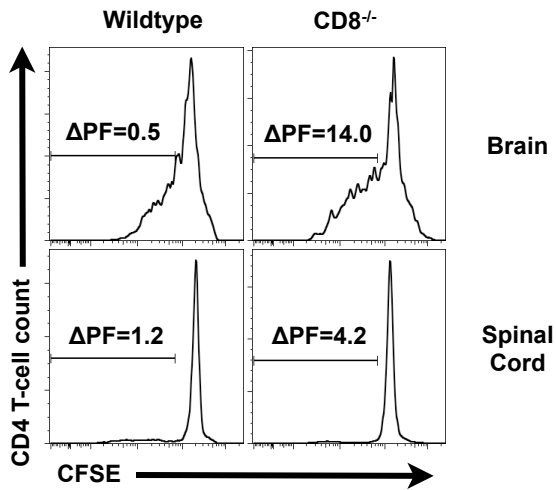 Wildtype CD8-/-
ΔPF=0.5 ΔPF=14.0 Brain
ΔPF=1.2 ΔPF=4.2 Spinal
Cord
CD4 T-cell count
CFSE